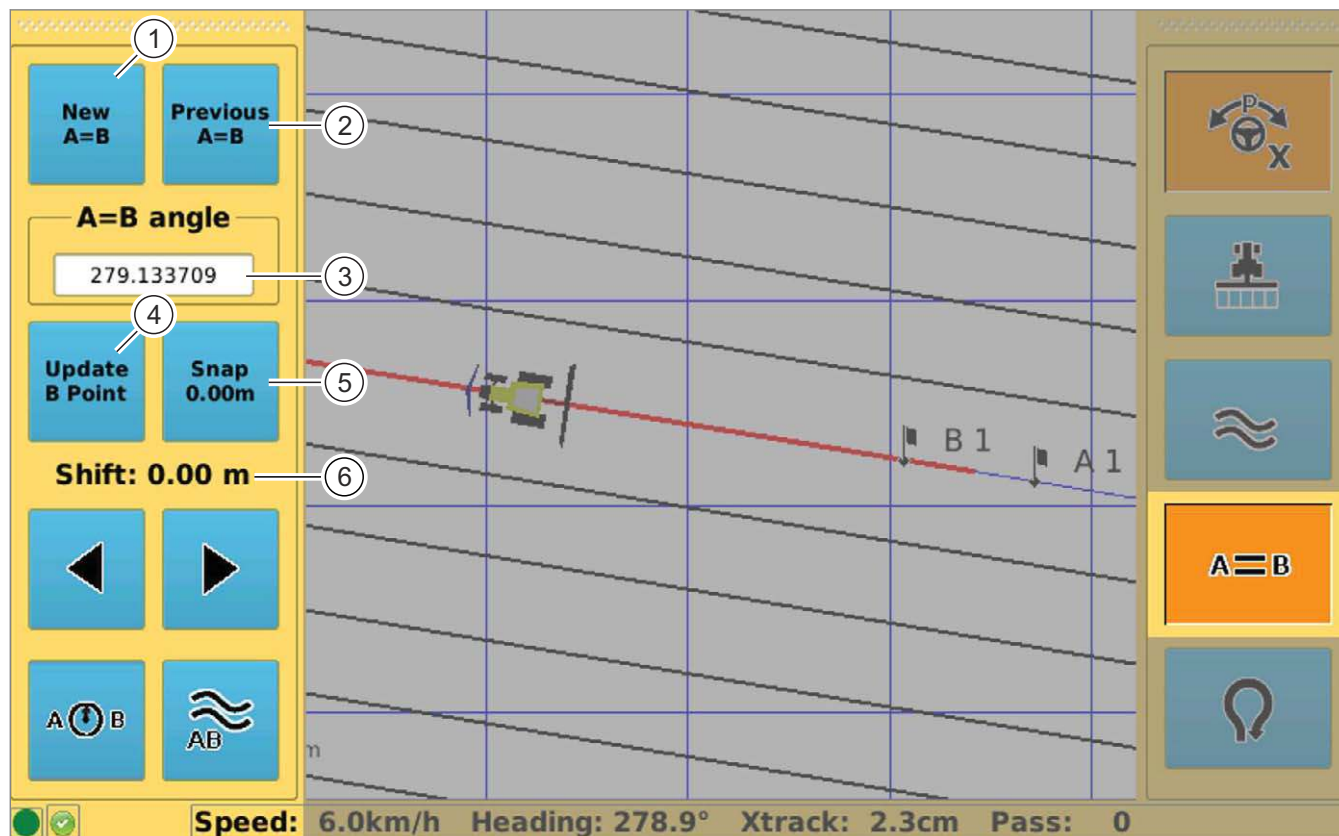 1
New
A=B
Previous
A=B
2
A=B angle
279.133709
3
4
Update
B Point
Snap
0.00m
5
Shift: 0.00 m
6
A B
AB
B 1
A 1
m
P
X
A=B
Speed: 6.0km/h Heading: 278.9° Xtrack: 2.3cm Pass: 0